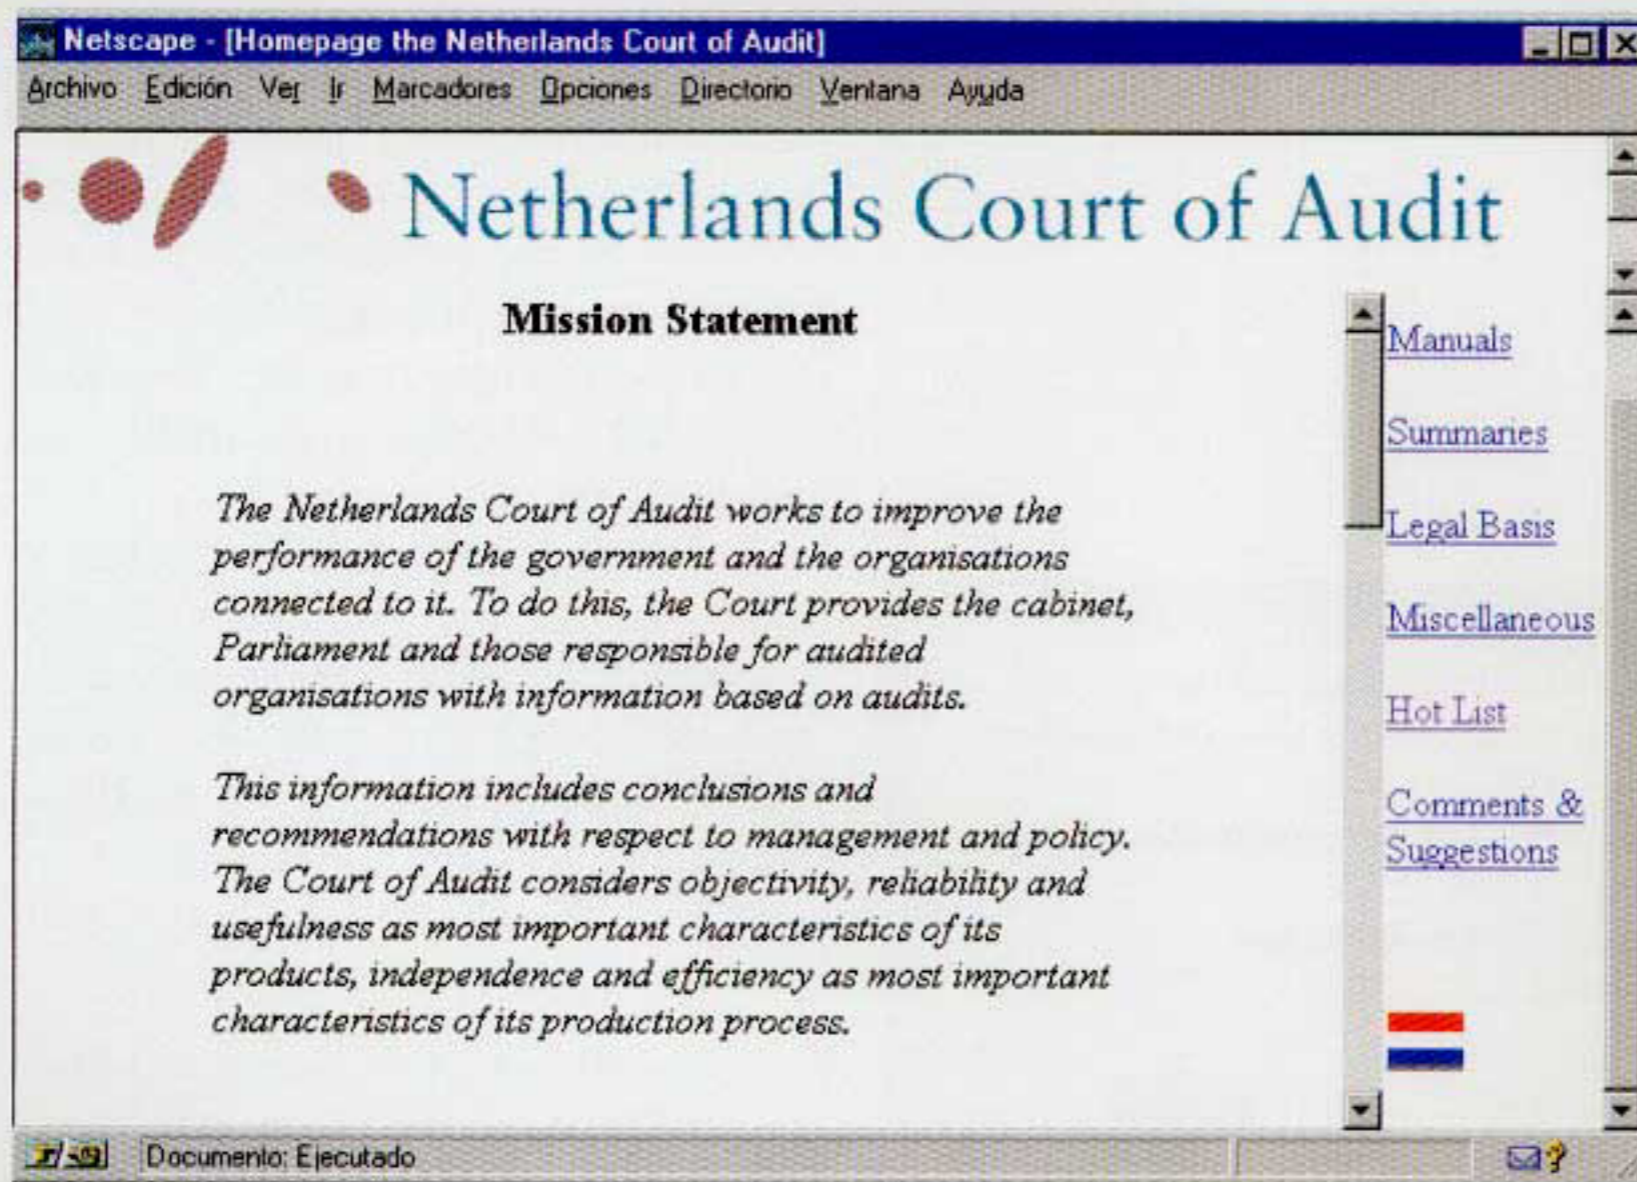 Netscape - [Homepage the Netherlands Court of Audit]
Archivo Edición Ver Ir Marcadores Opciones Directorio Ventana Ayuda
Netherlands Court of Audit
Mission Statement
The Netherlands Court of Audit works to improve the
performance of the government and the organisations
connected to it. To do this, the Court provides the cabinet,
Parliament and those responsible for audited
organisations with information based on audits.
This information includes conclusions and
recommendations with respect to management and policy.
The Court of Audit considers objectivity, reliability and
usefulness as most important characteristics of its
products, independence and efficiency as most important
characteristics of its production process.
Manuals
Summaries
Legal Basis
Miscellaneous
Hot List
Comments &
Suggestions
Documento: Ejecutado